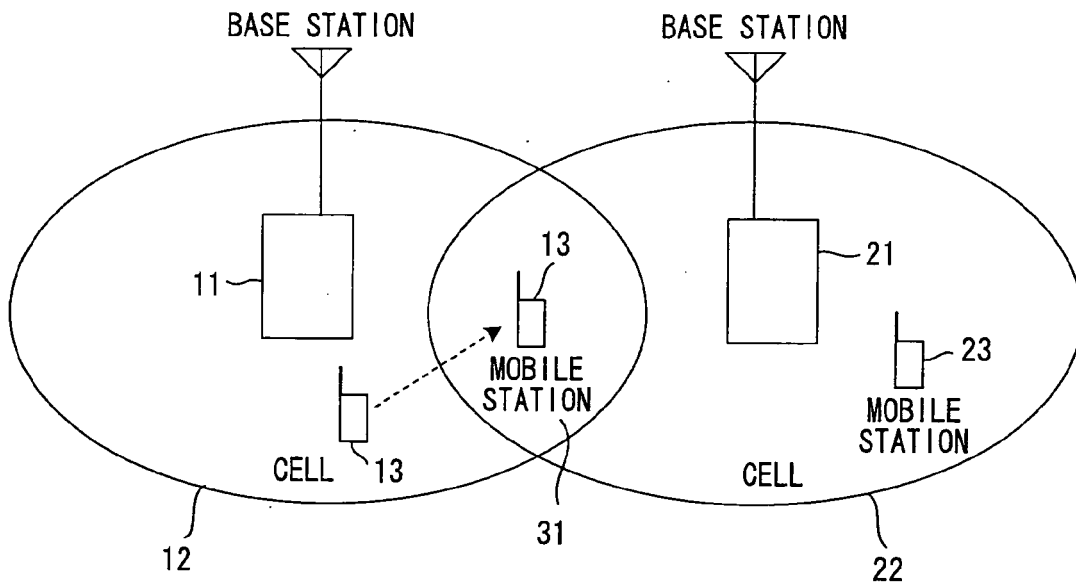 BASE STATION
BASE STATION
11
13
21
23
MOBILE
STATION
MOBILE
STATION
13
CELL
CELL
12
31
22